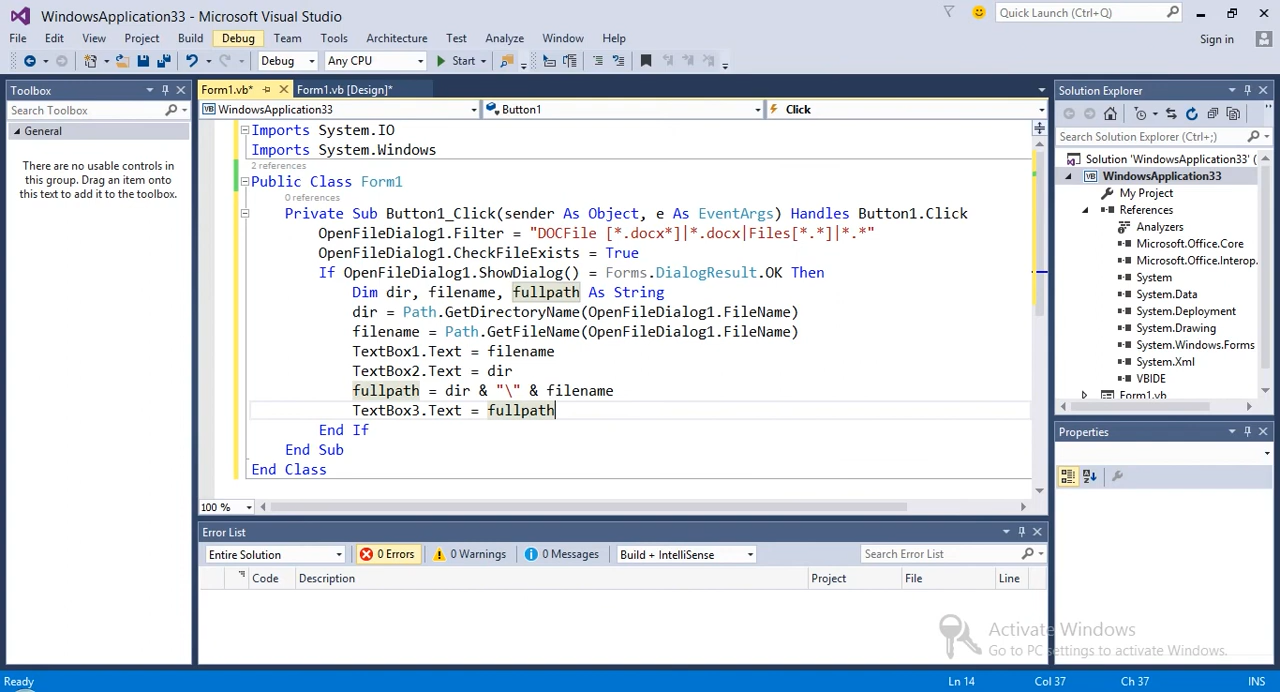 WindowsApplication33 - Microsoft Visual Studio
Quick Launch (Ctrl+Q)
File Edit View Project Build Debug Team Tools Architecture Test Analyze Window Help
Sign in
Debug Any CPU Start
Toolbox
Search Toolbox
General
There are no usable controls in
this group. Drag an item onto
this text to add it to the toolbox.
Form1.vb* Form1.vb [Design]*
WindowsApplication33 Button1 Click
Imports System.IO
Imports System.Windows
2 references
Public Class Form1
0 references
Private Sub Button1_Click(sender As Object, e As EventArgs) Handles Button1.Click
OpenFileDialog1.Filter = "DOCFile [*.docx*]|*.docx|Files[*.*]|*.*"
OpenFileDialog1.CheckFileExists = True
If OpenFileDialog1.ShowDialog() = Forms.DialogResult.OK Then
Dim dir, filename, fullpath As String
dir = Path.GetDirectoryName(OpenFileDialog1.FileName)
filename = Path.GetFileName(OpenFileDialog1.FileName)
TextBox1.Text = filename
TextBox2.Text = dir
fullpath = dir & "\" & filename
TextBox3.Text = fullpath
End If
End Sub
End Class
100 %
Error List
Entire Solution 0 Errors 0 Warnings 0 Messages Build + IntelliSense Search Error List
Code Description Project File Line
Solution Explorer
Search Solution Explorer (Ctrl+;)
Solution 'WindowsApplication33' (
WindowsApplication33
My Project
References
Analyzers
Microsoft.Office.Core
Microsoft.Office.Interop.
System
System.Data
System.Deployment
System.Drawing
System.Windows.Forms
System.Xml
VBIDE
Form1.vb
Properties
Activate Windows
Go to PC settings to activate Windows.
Ready Ln 14 Col 37 Ch 37 INS